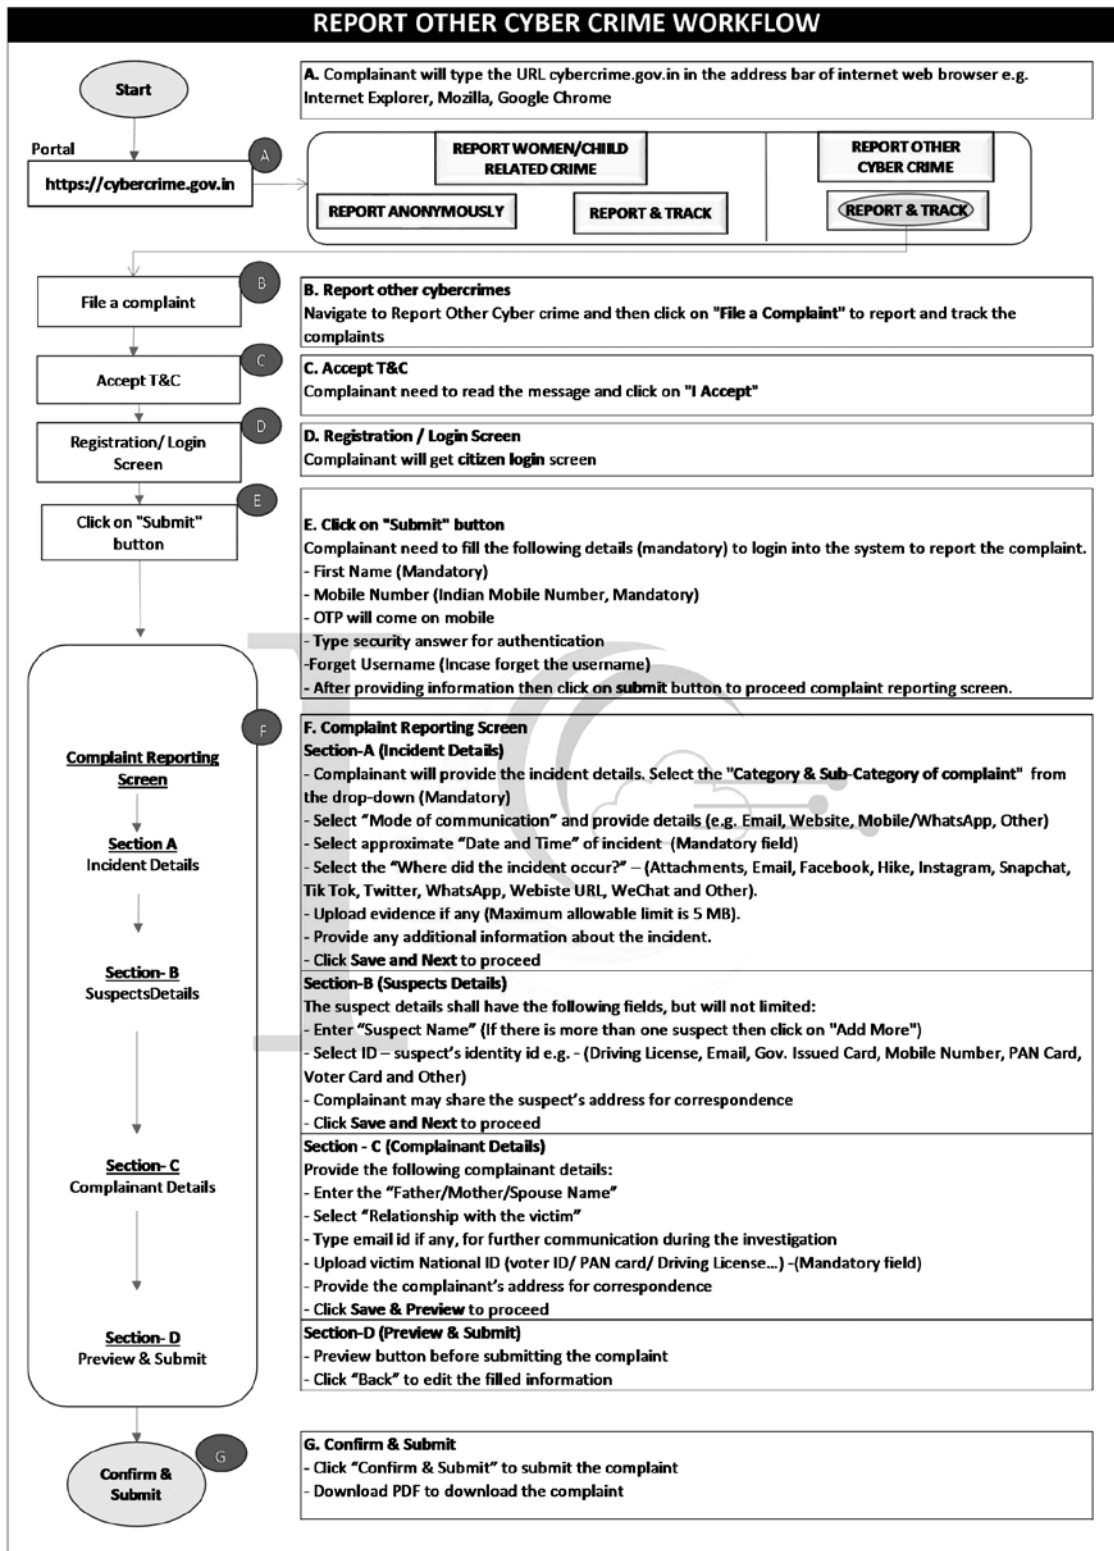 REPORT OTHER CYBER CRIME WORKFLOW
Start
A. Complainant will type the URL cybercrime.gov.in in the address bar of internet web browser e.g.
Internet Explorer, Mozilla, Google Chrome
Portal
A
https://cybercrime.gov.in
REPORT WOMEN/CHILD
RELATED CRIME
REPORT OTHER
CYBER CRIME
REPORT ANONYMOUSLY
REPORT & TRACK
REPORT & TRACK
B
File a complaint
B. Report other cybercrimes
Navigate to Report Other Cyber crime and then click on "File a Complaint" to report and track the
complaints
C
Accept T&C
C. Accept T&C
Complainant need to read the message and click on "I Accept"
D
Registration/ Login
Screen
D. Registration / Login Screen
Complainant will get citizen login screen
E
Click on "Submit"
button
E. Click on "Submit" button
Complainant need to fill the following details (mandatory) to login into the system to report the complaint.
- First Name (Mandatory)
- Mobile Number (Indian Mobile Number, Mandatory)
- OTP will come on mobile
- Type security answer for authentication
-Forget Username (Incase forget the username)
- After providing information then click on submit button to proceed complaint reporting screen.
F
Complaint Reporting
Screen
Section A
Incident Details
Section- B
SuspectsDetails
Section- C
Complainant Details
Section- D
Preview & Submit
F. Complaint Reporting Screen
Section-A (Incident Details)
- Complainant will provide the incident details. Select the "Category & Sub-Category of complaint" from
the drop-down (Mandatory)
- Select “Mode of communication” and provide details (e.g. Email, Website, Mobile/WhatsApp, Other)
- Select approximate “Date and Time” of incident (Mandatory field)
- Select the “Where did the incident occur?” – (Attachments, Email, Facebook, Hike, Instagram, Snapchat,
Tik Tok, Twitter, WhatsApp, Webiste URL, WeChat and Other).
- Upload evidence if any (Maximum allowable limit is 5 MB).
- Provide any additional information about the incident.
- Click Save and Next to proceed
Section-B (Suspects Details)
The suspect details shall have the following fields, but will not limited:
- Enter “Suspect Name” (If there is more than one suspect then click on "Add More")
- Select ID – suspect’s identity id e.g. - (Driving License, Email, Gov. Issued Card, Mobile Number, PAN Card,
Voter Card and Other)
- Complainant may share the suspect’s address for correspondence
- Click Save and Next to proceed
Section - C (Complainant Details)
Provide the following complainant details:
- Enter the “Father/Mother/Spouse Name”
- Select “Relationship with the victim”
- Type email id if any, for further communication during the investigation
- Upload victim National ID (voter ID/ PAN card/ Driving License...) -(Mandatory field)
- Provide the complainant’s address for correspondence
- Click Save & Preview to proceed
Section-D (Preview & Submit)
- Preview button before submitting the complaint
- Click “Back” to edit the filled information
G
Confirm &
Submit
G. Confirm & Submit
- Click “Confirm & Submit” to submit the complaint
- Download PDF to download the complaint